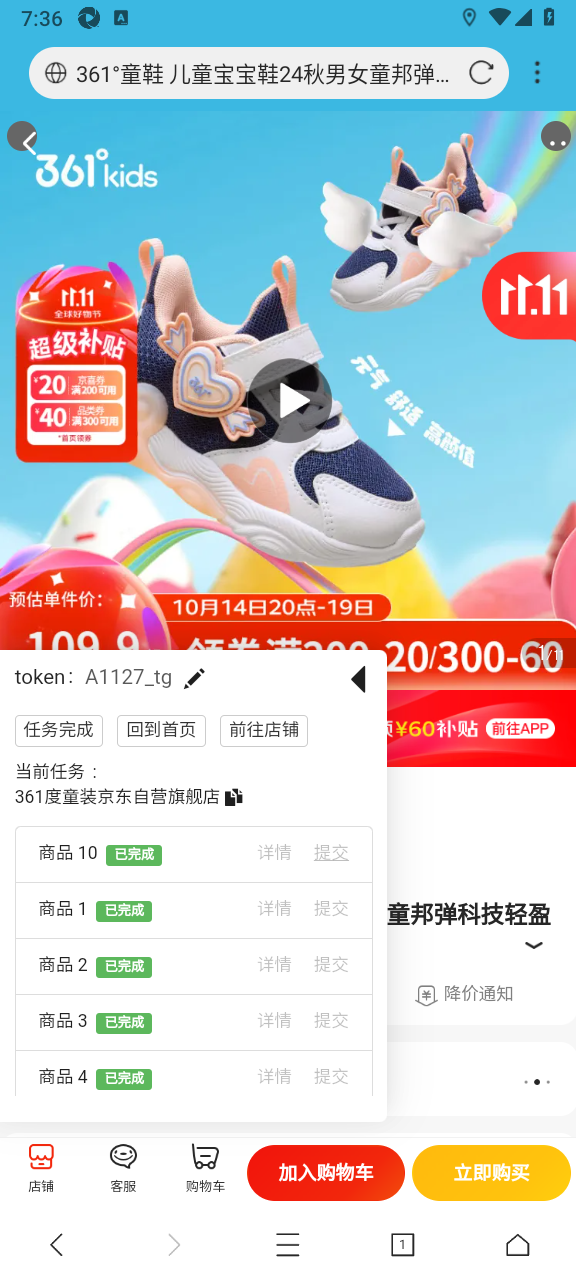 7:36
A
361°童鞋 儿童宝宝鞋24秋男女童邦弹…
361°kids
11.11
全球好物节
超级补贴
¥20 京喜券 满200可用
¥40 品类券 满300可用
*首页领券
11.11
元气 舒适 高颜值
预估单件价:
10月14日20点-19日
109.9
领券满200-20/300-60
1/11
¥60补贴 前往APP
token: A1127_tg
任务完成 回到首页 前往店铺
当前任务 :
361度童装京东自营旗舰店
商品 10 已完成 详情 提交
商品 1 已完成 详情 提交
商品 2 已完成 详情 提交
商品 3 已完成 详情 提交
商品 4 已完成 详情 提交
童邦弹科技轻盈
降价通知
店铺 客服 购物车 加入购物车 立即购买
1